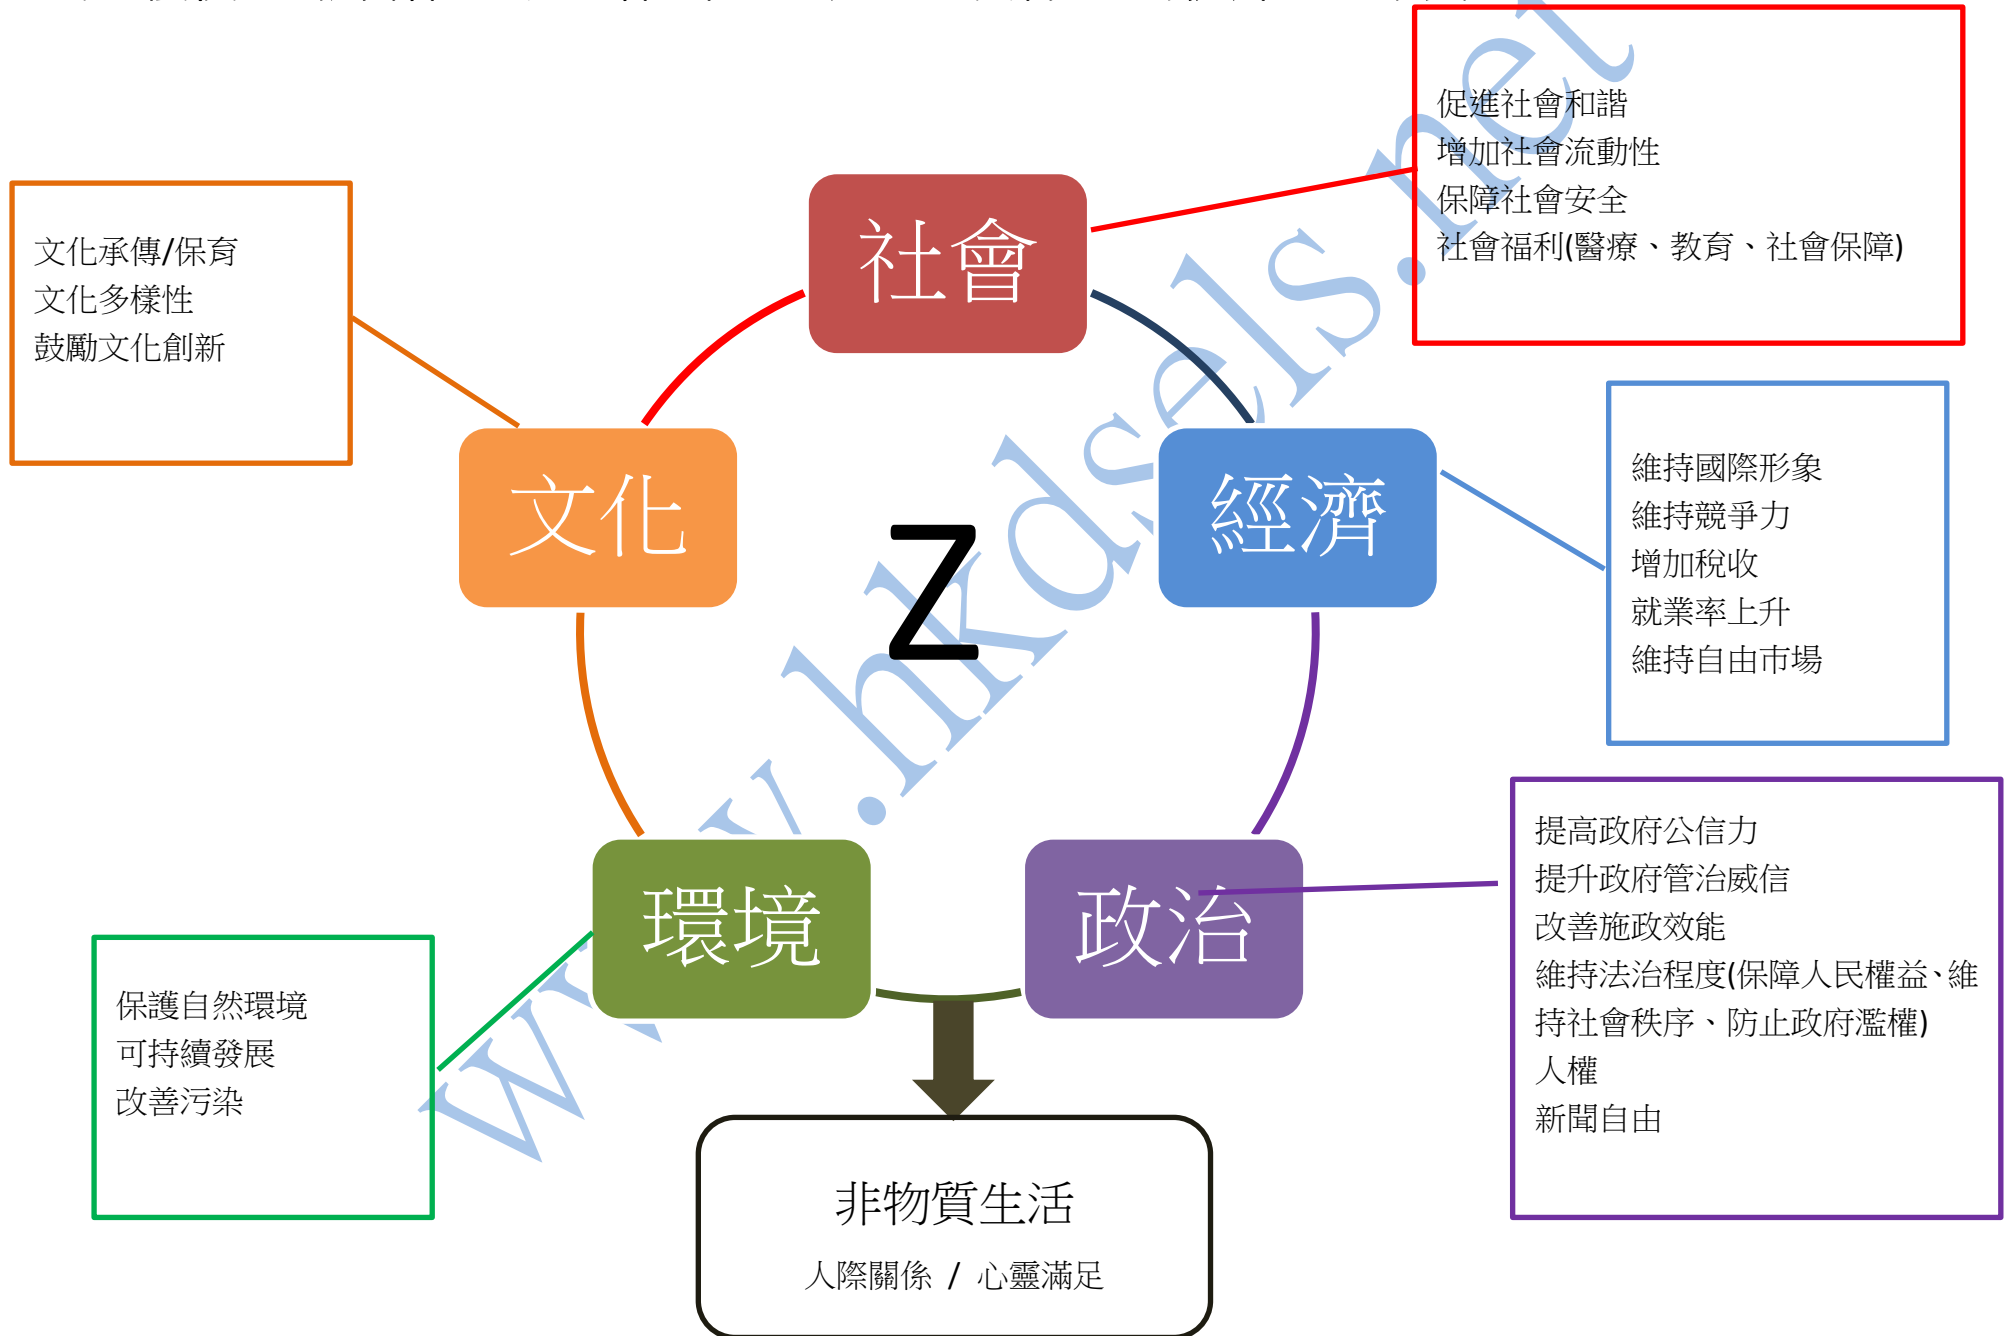 促進社會和諧
增加社會流動性
保障社會安全
社會福利(醫療、教育、社會保障)
社會
文化承傳/保育
文化多樣性
鼓勵文化創新
文化
Z
經濟
維持國際形象
維持競爭力
增加稅收
就業率上升
維持自由市場
環境
政治
提高政府公信力
提升政府管治威信
改善施政效能
維持法治程度(保障人民權益、維
持社會秩序、防止政府濫權)
人權
新聞自由
保護自然環境
可持續發展
改善污染
非物質生活
人際關係 / 心靈滿足
www.hkdsels.net